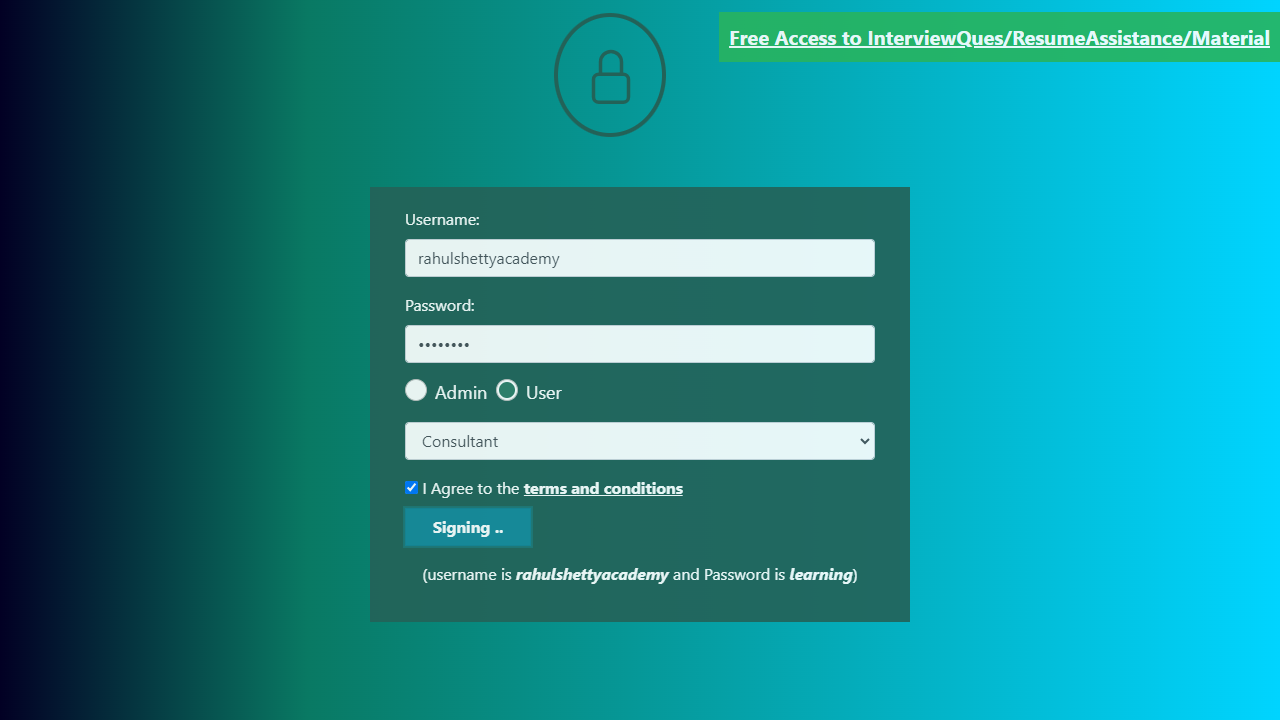 Free Access to InterviewQues/ResumeAssistance/Material
Username:
rahulshettyacademy
Password:
••••••••
Admin User
Consultant
I Agree to the terms and conditions
Signing ..
(username is rahulshettyacademy and Password is learning)